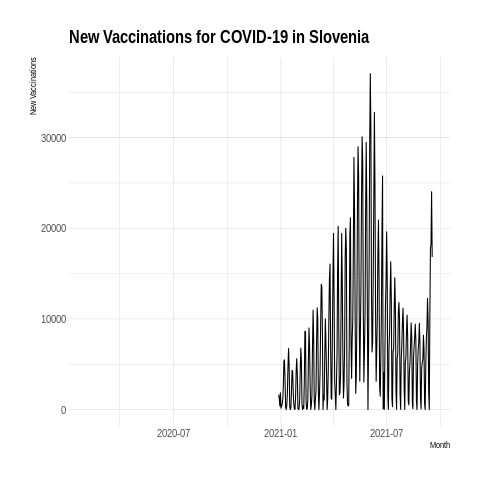 New Vaccinations for COVID-19 in Slovenia
New Vaccinations
30000
20000
10000
0
2020-07
2021-01
2021-07
Month